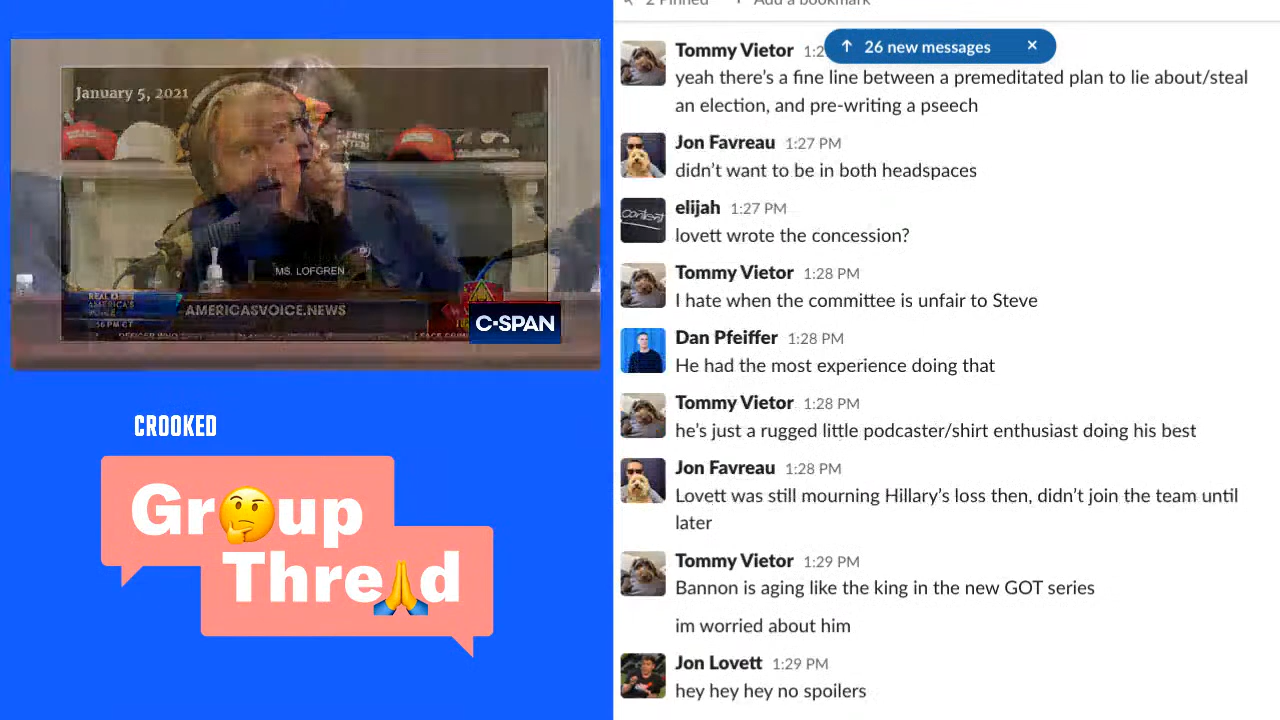 January 5, 2021
MS. LOFGREN
REAL
AMERICA'S
VOICE
AMERICASVOICE.NEWS
C-SPAN
CROOKED
Gr🤔up
Thre🙏d
2 Pinned
Add a bookmark
26 new messages
Tommy Vietor
yeah there's a fine line between a premeditated plan to lie about/steal
an election, and pre-writing a pseech
Jon Favreau 1:27 PM
didn't want to be in both headspaces
elijah 1:27 PM
lovett wrote the concession?
Tommy Vietor 1:28 PM
I hate when the committee is unfair to Steve
Dan Pfeiffer 1:28 PM
He had the most experience doing that
Tommy Vietor 1:28 PM
he's just a rugged little podcaster/shirt enthusiast doing his best
Jon Favreau 1:28 PM
Lovett was still mourning Hillary's loss then, didn't join the team until
later
Tommy Vietor 1:29 PM
Bannon is aging like the king in the new GOT series
im worried about him
Jon Lovett 1:29 PM
hey hey hey no spoilers